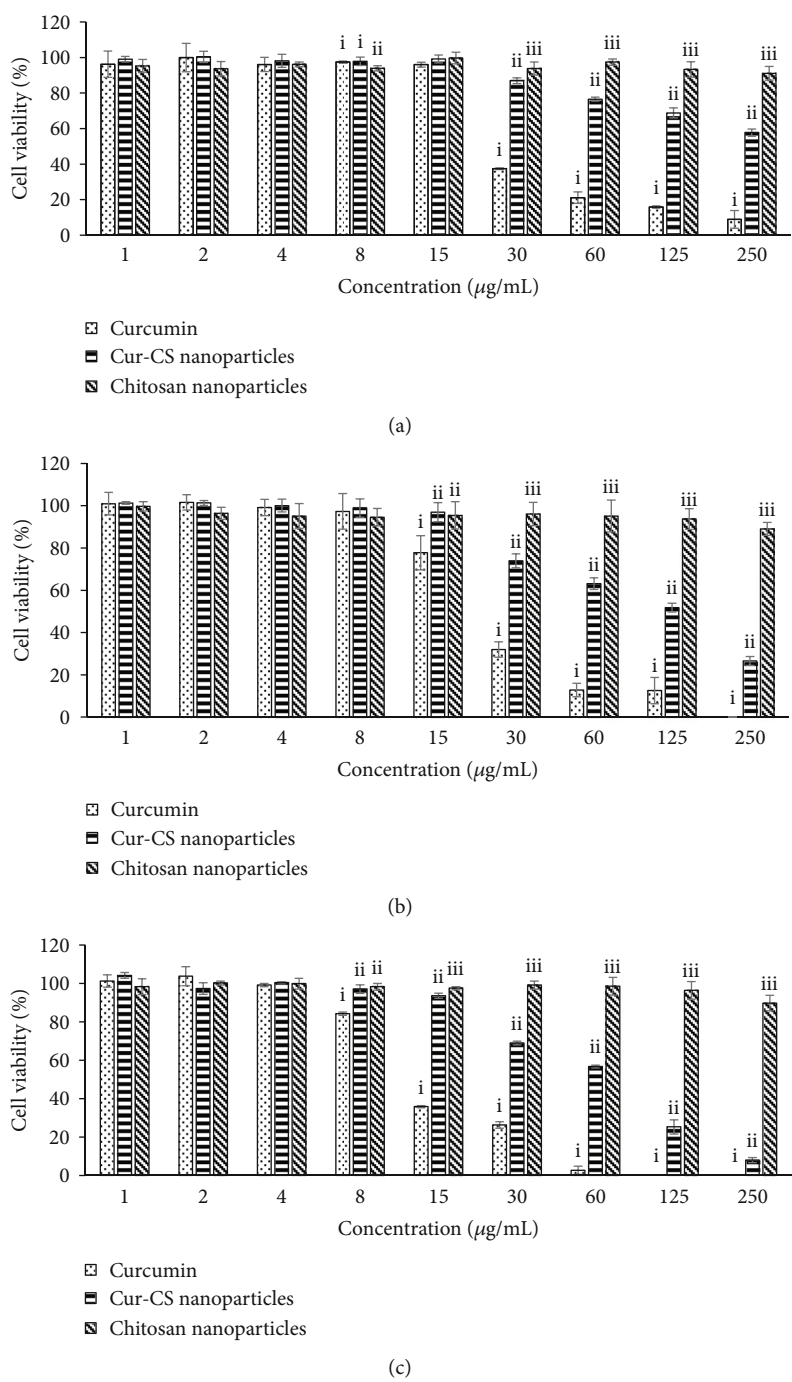 120
100
80
60
40
20
0
Cell viability (%)
i i ii
i ii iii
i ii iii
i ii iii
i ii iii
1 2 4 8 15 30 60 125 250
Concentration (μg/mL)
Curcumin
Cur-CS nanoparticles
Chitosan nanoparticles
(a)
120
100
80
60
40
20
0
Cell viability (%)
i ii ii
i ii iii
i ii iii
i ii iii
i ii iii
1 2 4 8 15 30 60 125 250
Concentration (μg/mL)
Curcumin
Cur-CS nanoparticles
Chitosan nanoparticles
(b)
120
100
80
60
40
20
0
Cell viability (%)
i ii ii
i ii iii
i ii iii
i ii iii
i ii iii
i ii iii
1 2 4 8 15 30 60 125 250
Concentration (μg/mL)
Curcumin
Cur-CS nanoparticles
Chitosan nanoparticles
(c)